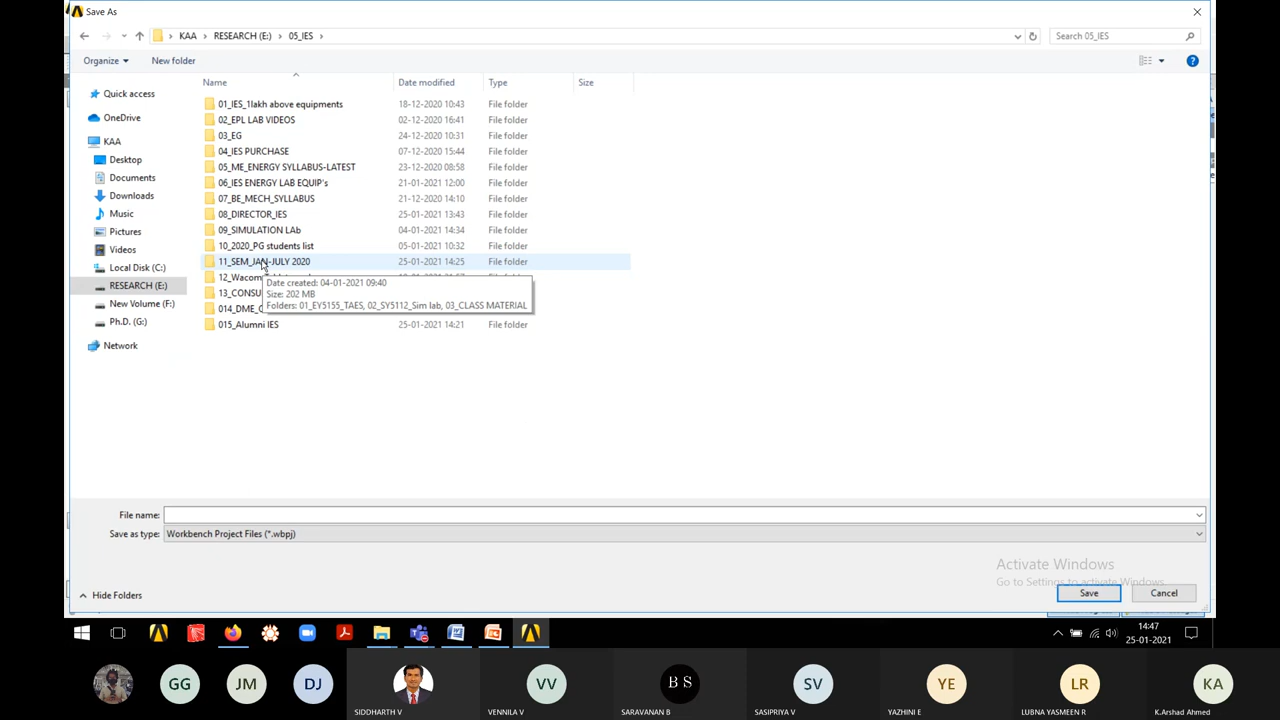 Save As
KAA > RESEARCH (E:) > 05_IES >
Search 05_IES
Organize
New folder
Name
Date modified
Type
Size
Quick access
OneDrive
KAA
Desktop
Documents
Downloads
Music
Pictures
Videos
Local Disk (C:)
RESEARCH (E:)
New Volume (F:)
Ph.D. (G:)
Network
01_IES_1lakh above equipments 18-12-2020 10:43 File folder
02_EPL LAB VIDEOS 02-12-2020 16:41 File folder
03_EG 24-12-2020 10:31 File folder
04_IES PURCHASE 07-12-2020 15:44 File folder
05_ME_ENERGY SYLLABUS-LATEST 23-12-2020 08:58 File folder
06_IES ENERGY LAB EQUIP's 21-01-2021 12:00 File folder
07_BE_MECH_SYLLABUS 21-12-2020 14:10 File folder
08_DIRECTOR_IES 25-01-2021 13:43 File folder
09_SIMULATION LAb 04-01-2021 14:34 File folder
10_2020_PG students list 05-01-2021 10:32 File folder
11_SEM_JAN-JULY 2020 25-01-2021 14:25 File folder
12_Wacom
13_CONSU
014_DME_
015_Alumni IES 25-01-2021 14:21 File folder
Date created: 04-01-2021 09:40
Size: 202 MB
Folders: 01_EY5155_TAES, 02_SY5112_Sim lab, 03_CLASS MATERIAL
File name:
Save as type: Workbench Project Files (*.wbpj)
Activate Windows
Go to Settings to activate Windows.
Hide Folders
Save
Cancel
14:47
25-01-2021
GG
JM
DJ
SIDDHARTH V
VV
VENNILA V
BS
SARAVANAN B
SV
SASIPRIYA V
YE
YAZHINI E
LR
LUBNA YASMEEN R
KA
K.Arshad Ahmed